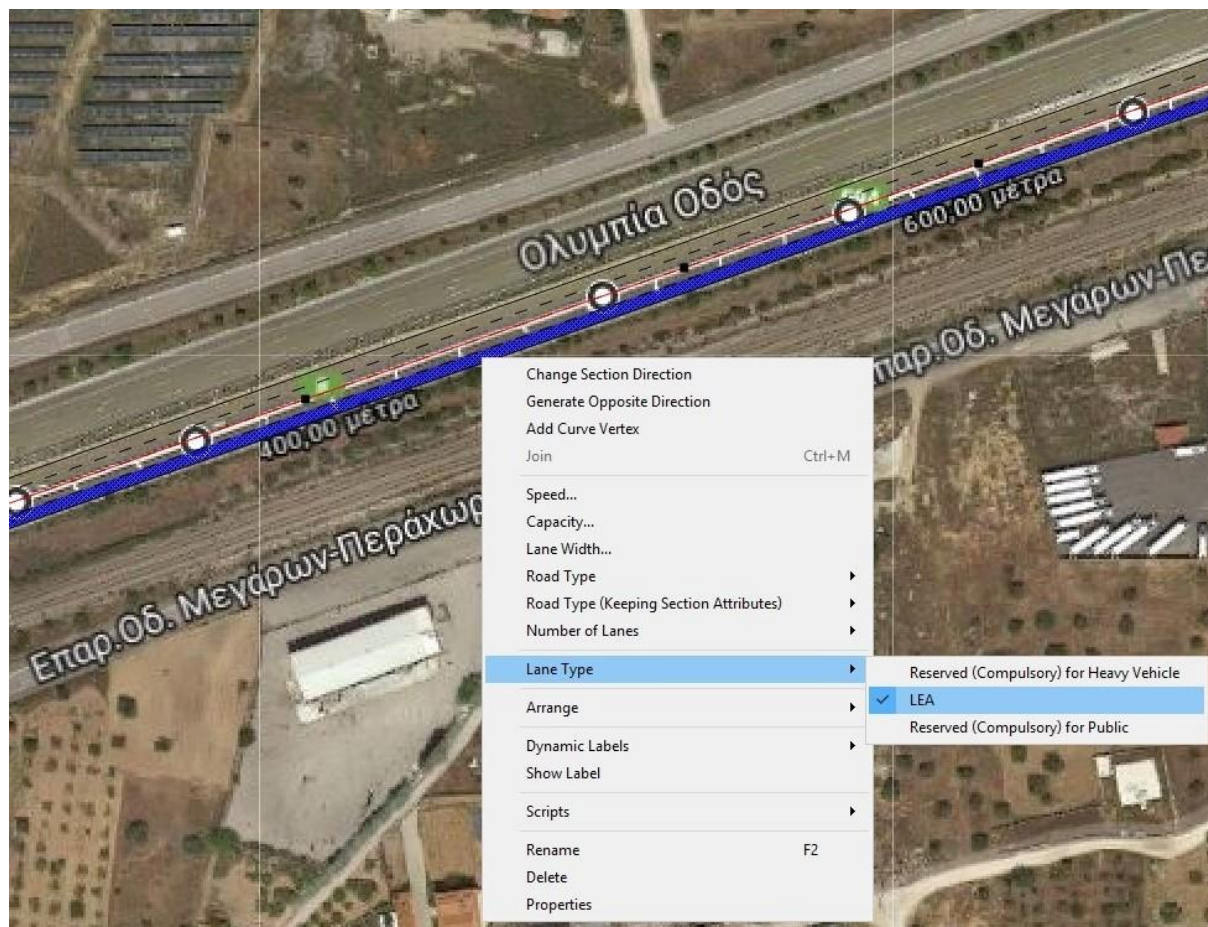 Ολυμπία Οδός
600,00 μέτρα
400,00 μέτρα
Επαρ.Οδ. Μεγάρων-Περάχωρ
παρ.Οδ. Μεγάρων-Πε
Change Section Direction
Generate Opposite Direction
Add Curve Vertex
Join Ctrl+M
Speed...
Capacity...
Lane Width...
Road Type
Road Type (Keeping Section Attributes)
Number of Lanes
Lane Type
Reserved (Compulsory) for Heavy Vehicle
LEA
Reserved (Compulsory) for Public
Arrange
Dynamic Labels
Show Label
Scripts
Rename F2
Delete
Properties